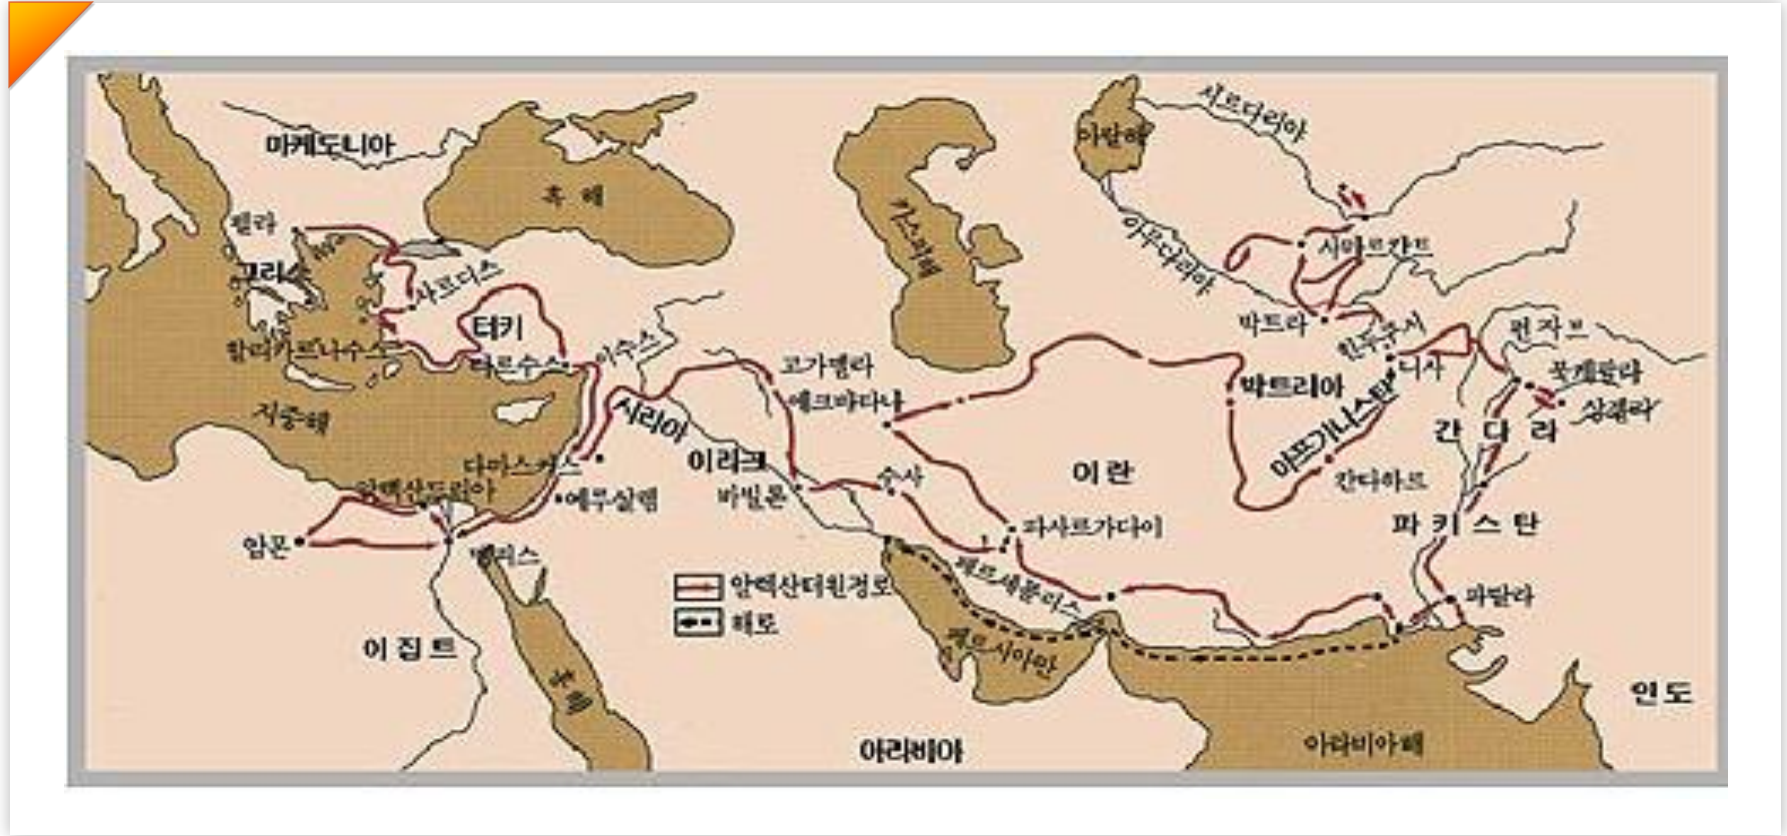 시르다리아
아랄해
마케도니아
흑 해
카스피해
펠라
아무다리아
사마르칸트
그리스
사르디스
터키
박트라
힌두쿠시
펀자브
할리카르나수스
타르수스
이수스
고가멜라
니사
에크바타나
박트리아
지중해
시리아
아프가니스탄
간 다 라
다마스커스
이라크
이 란
수사
칸다하르
알렉산드리아
예루살렘
바빌론
파사르가다이
파 키 스 탄
암몬
멤피스
페르세폴리스
알렉산더원정로
파탈라
해로
이 집 트
페르시아만
홍해
인 도
아라비아
아라비아해